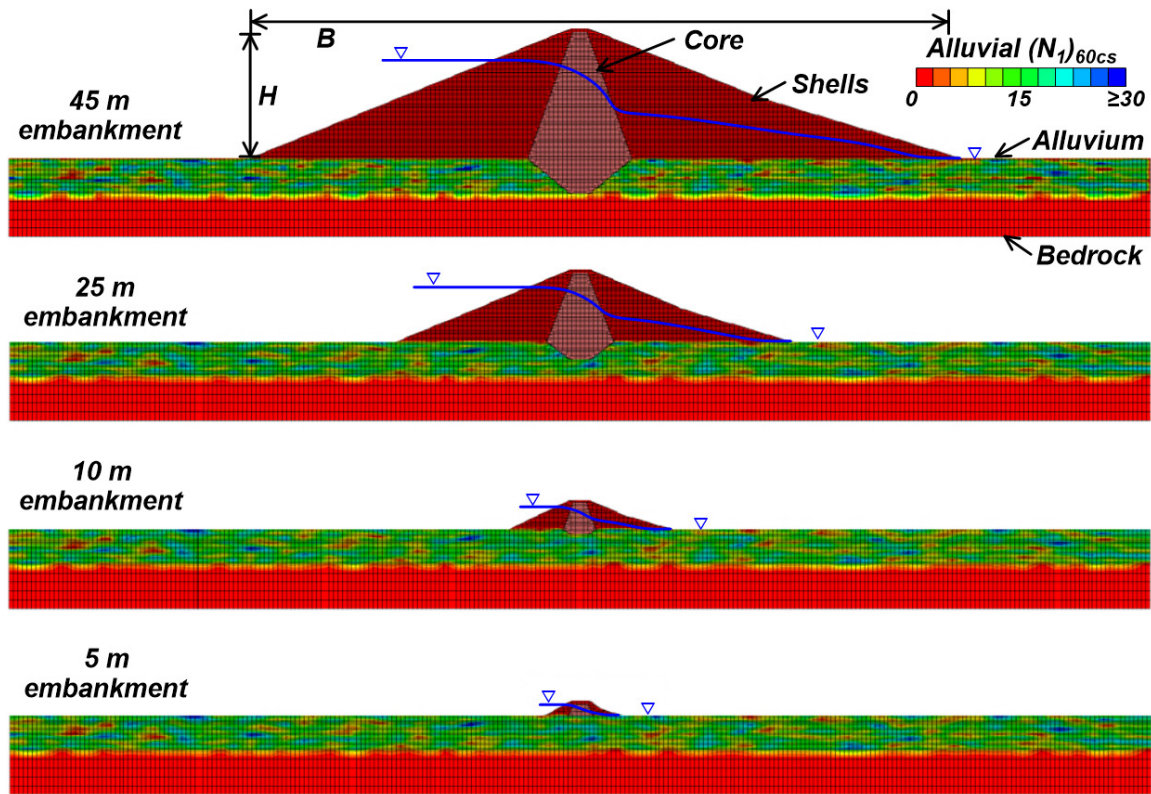 B
Core
Alluvial (N₁)₆₀cs
0 15 ≥30
H
Shells
45 m
embankment
Alluvium
Bedrock
25 m
embankment
10 m
embankment
5 m
embankment